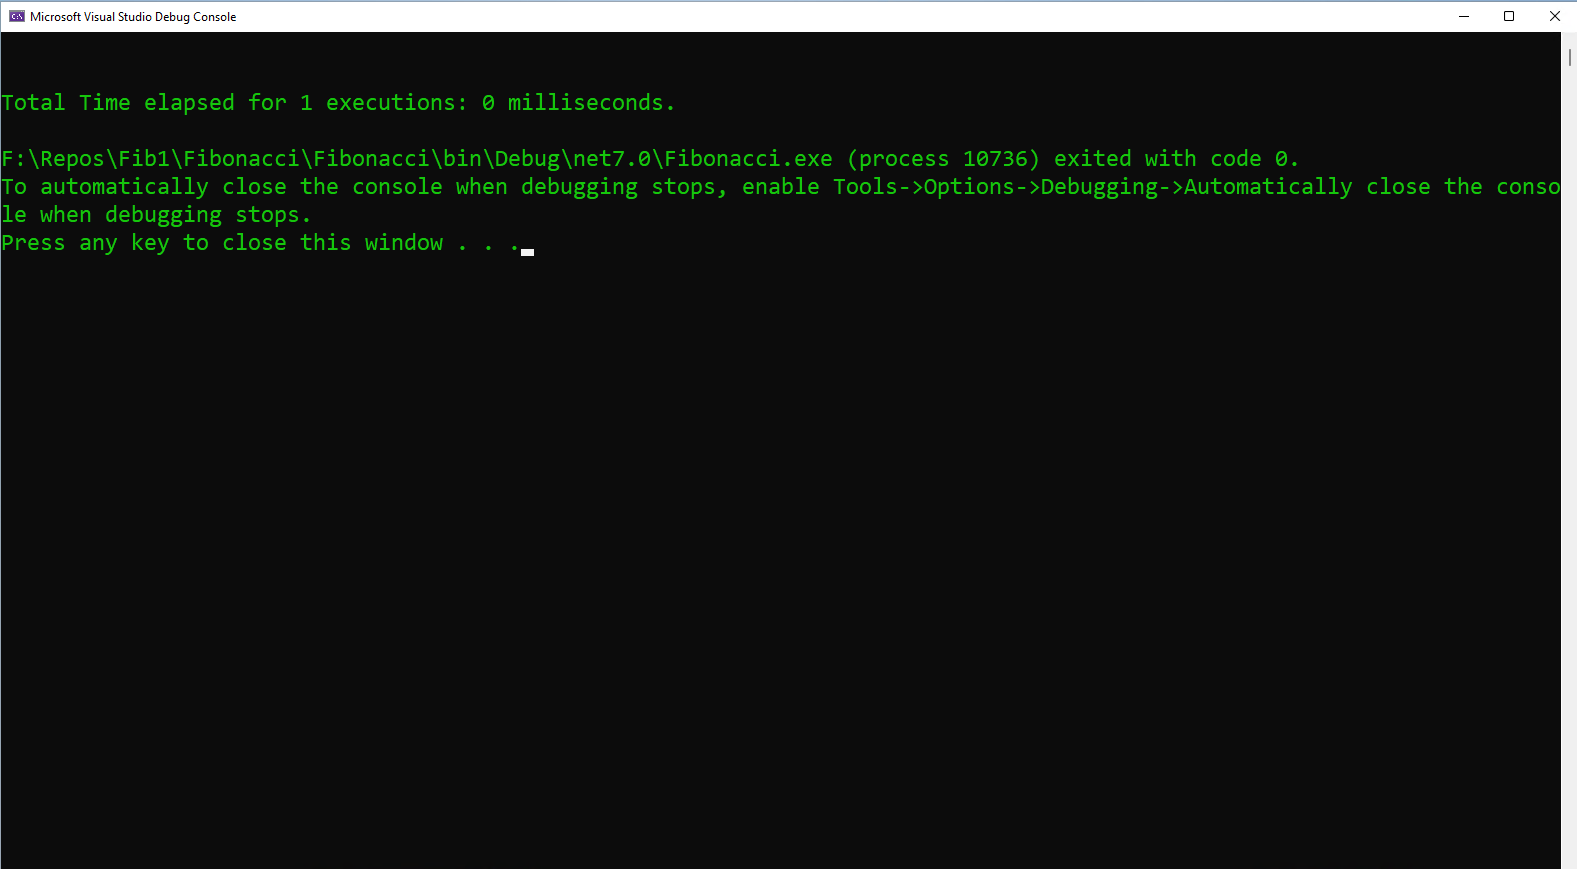 Microsoft Visual Studio Debug Console
Total Time elapsed for 1 executions: 0 milliseconds.
F:\Repos\Fib1\Fibonacci\Fibonacci\bin\Debug\net7.0\Fibonacci.exe (process 10736) exited with code 0.
To automatically close the console when debugging stops, enable Tools->Options->Debugging->Automatically close the conso
le when debugging stops.
Press any key to close this window . . .